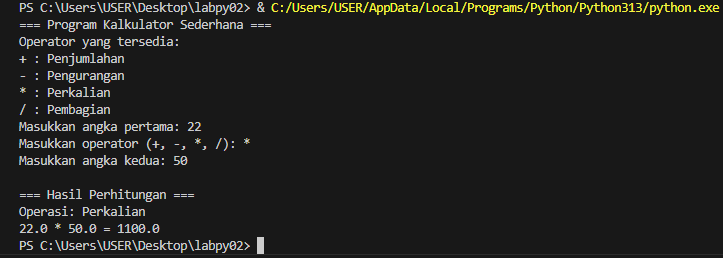 PS C:\Users\USER\Desktop\labpy02> & C:/Users/USER/AppData/Local/Programs/Python/Python313/python.exe
=== Program Kalkulator Sederhana ===
Operator yang tersedia:
+ : Penjumlahan
- : Pengurangan
* : Perkalian
/ : Pembagian
Masukkan angka pertama: 22
Masukkan operator (+, -, *, /): *
Masukkan angka kedua: 50
=== Hasil Perhitungan ===
Operasi: Perkalian
22.0 * 50.0 = 1100.0
PS C:\Users\USER\Desktop\labpy02>